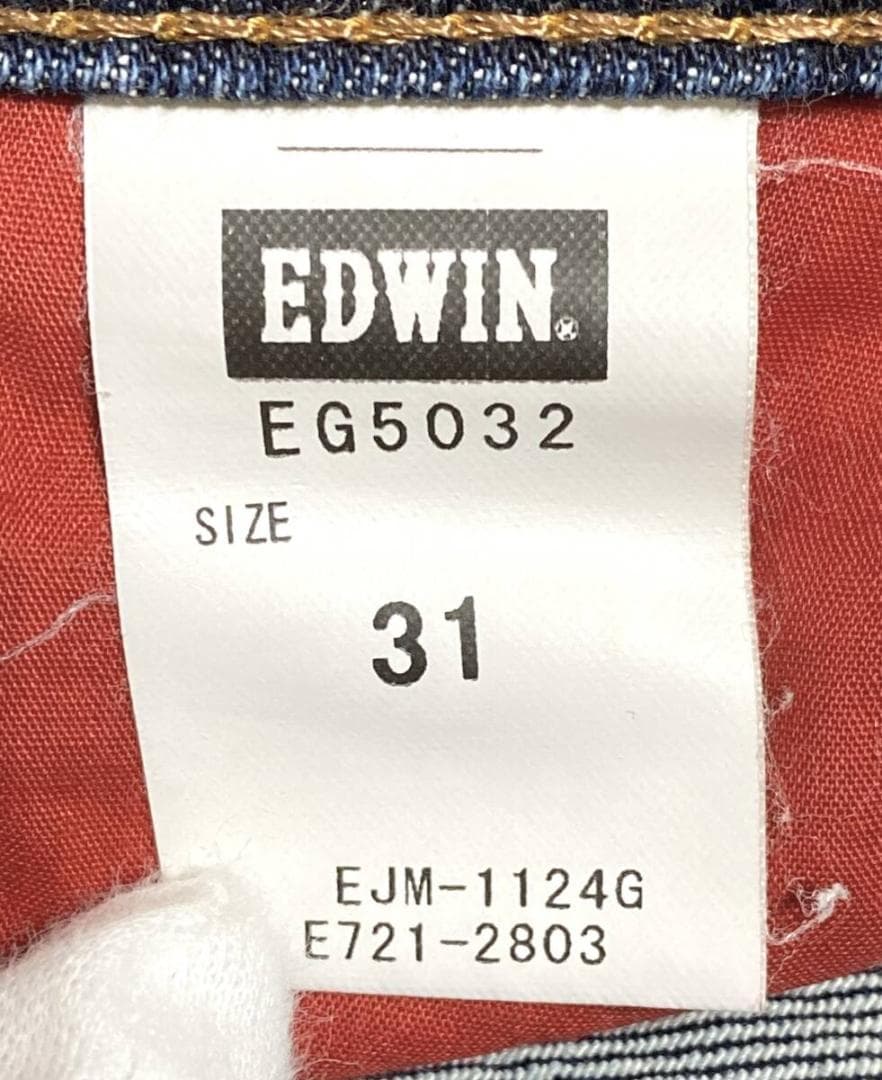 EDWIN
EG5032
SIZE
31
EJM-1124G
E721-2803